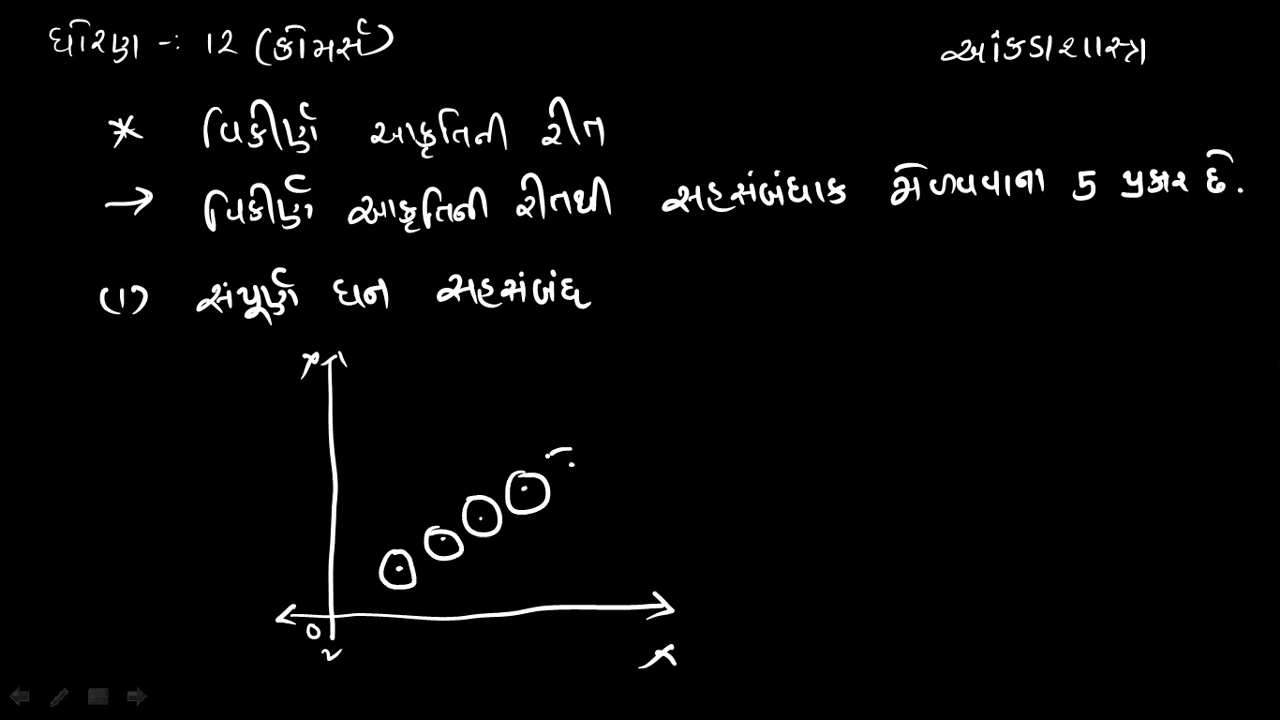 ધોરણ -: 12 (કોમર્સ)
આંકડાશાસ્ત્ર
* વિકીર્ણ આકૃતિની રીત
→ વિકીર્ણ આકૃતિની રીતથી સહસંબંધાક મેળવવાના 5 પ્રકાર છે.
(1) સંપૂર્ણ ધન સહસંબંધ
Y
0
X